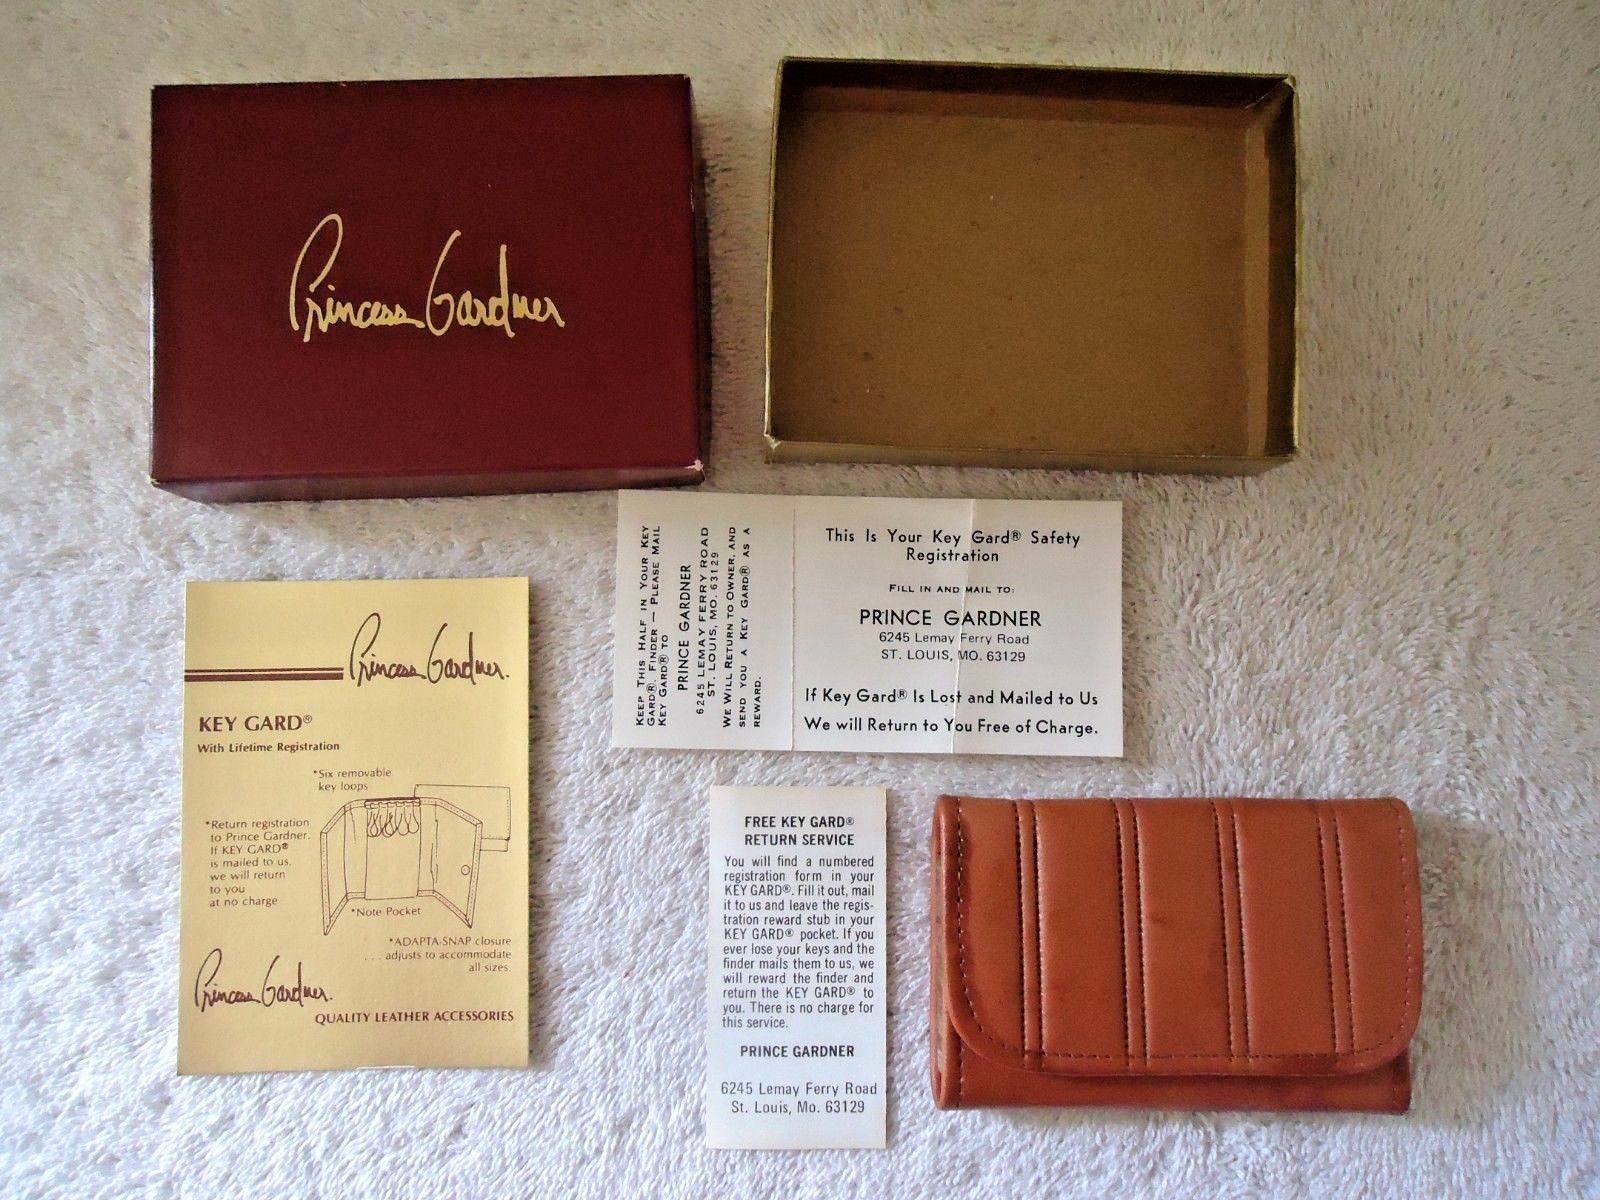 Princess Gardner
KEEP THIS HALF IN YOUR KEY
GARD®. FINDER — PLEASE MAIL
KEY GARD® TO
PRINCE GARDNER
6245 LEMAY FERRY ROAD
ST. LOUIS, MO. 63129
WE WILL RETURN TO OWNER, AND
SEND YOU A KEY GARD® AS A
REWARD.
This Is Your Key Gard® Safety
Registration
FILL IN AND MAIL TO:
PRINCE GARDNER
6245 Lemay Ferry Road
ST. LOUIS, MO. 63129
If Key Gard® Is Lost and Mailed to Us
We will Return to You Free of Charge.
Princess Gardner.
KEY GARD®
With Lifetime Registration
*Six removable
key loops
*Return registration
to Prince Gardner.
If KEY GARD®
is mailed to us,
we will return
to you
at no charge
*Note Pocket
*ADAPTA-SNAP closure
. . . adjusts to accommodate
all sizes.
Princess Gardner.
QUALITY LEATHER ACCESSORIES
FREE KEY GARD®
RETURN SERVICE
You will find a numbered
registration form in your
KEY GARD®. Fill it out, mail
it to us and leave the regis-
tration reward stub in your
KEY GARD® pocket. If you
ever lose your keys and the
finder mails them to us, we
will reward the finder and
return the KEY GARD® to
you. There is no charge for
this service.
PRINCE GARDNER
6245 Lemay Ferry Road
St. Louis, Mo. 63129